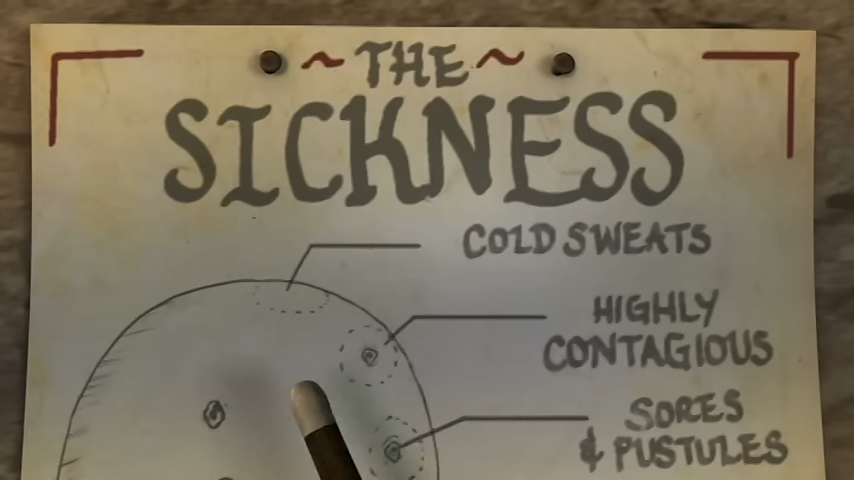 ~ THE ~
SICKNESS
COLD SWEATS
HIGHLY
CONTAGIOUS
SORES
& PUSTULES